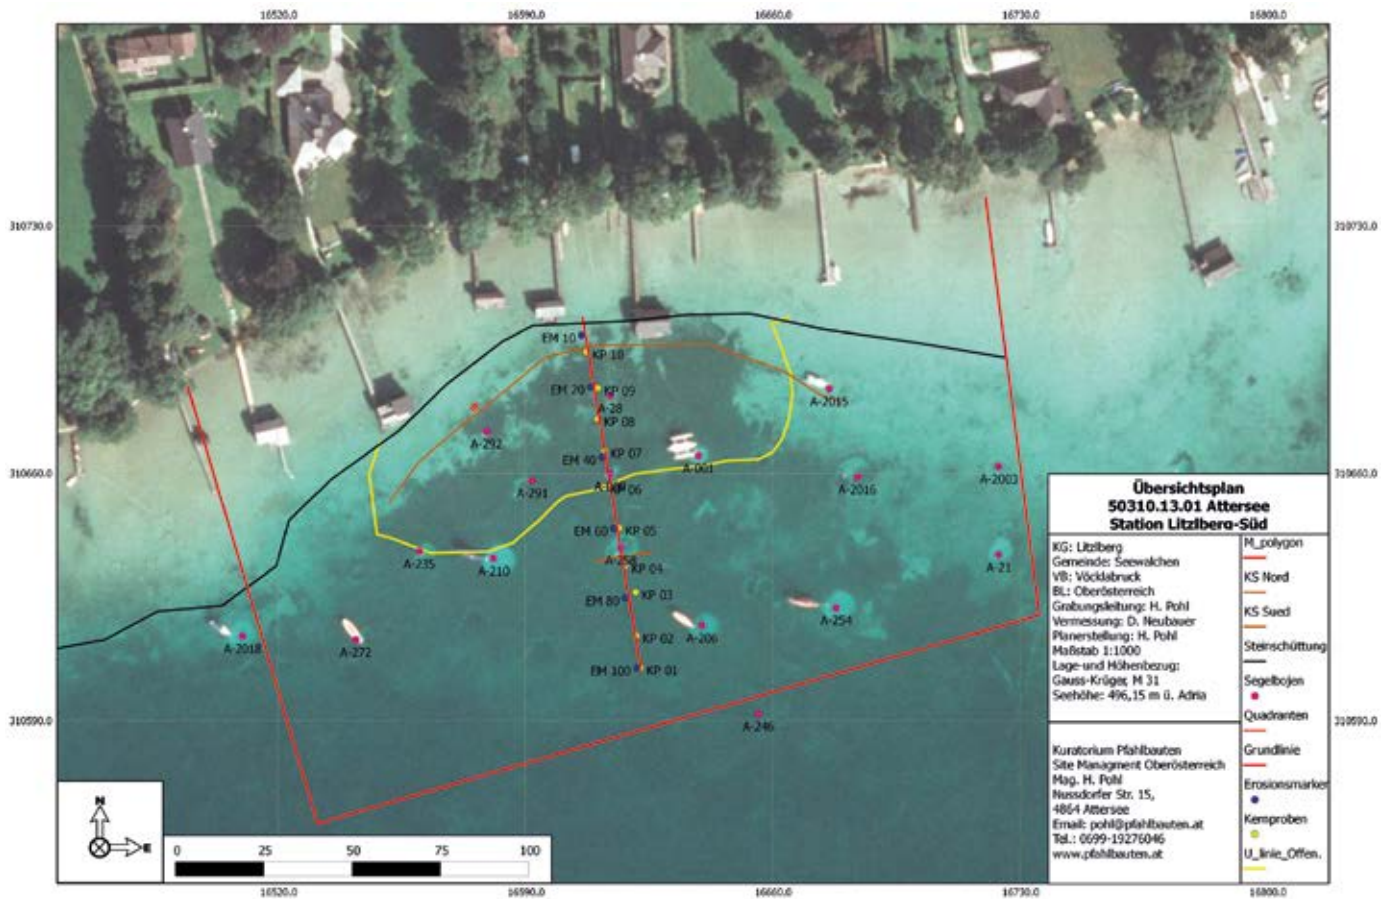 16520.0 16590.0 16660.0 16730.0 16800.0
310730.0 310730.0
EM 10
KP 10
EM 20
KP 09
A-28
KP 08
A-2015
A-292
KP 07
EM 40
A-001
310660.0 310660.0
A-291
KP 06
A-2016
A-2003
EM 60
KP 05
A-235
A-210
A-258
KP 04
A-21
EM 80
KP 03
A-254
A-206
A-2018
A-272
KP 02
EM 100
KP 01
A-246
310590.0 310590.0
Übersichtsplan
50310.13.01 Attersee
Station Litzlberg-Süd
KG: Litzlberg
Gemeinde: Seewalchen
VB: Vöcklabruck
BL: Oberösterreich
Grabungsleitung: H. Pohl
Vermessung: D. Neubauer
Planerstellung: H. Pohl
Maßstab 1:1000
Lage-und Höhenbezug:
Gauss-Krüger, M 31
Seehöhe: 496,15 m ü. Adria
Kuratorium Pfahlbauten
Site Managment Oberösterreich
Mag. H. Pohl
Nussdorfer Str. 15,
4864 Attersee
Email: pohl@pfahlbauten.at
Tel.: 0699-19276046
www.pfahlbauten.at
M_polygon
KS Nord
KS Sued
Steinschüttung
Segelbojen
Quadranten
Grundlinie
Erosionsmarker
Kernproben
U_linie_Offen.
N
E
0 25 50 75 100
16520.0 16590.0 16660.0 16730.0 16800.0